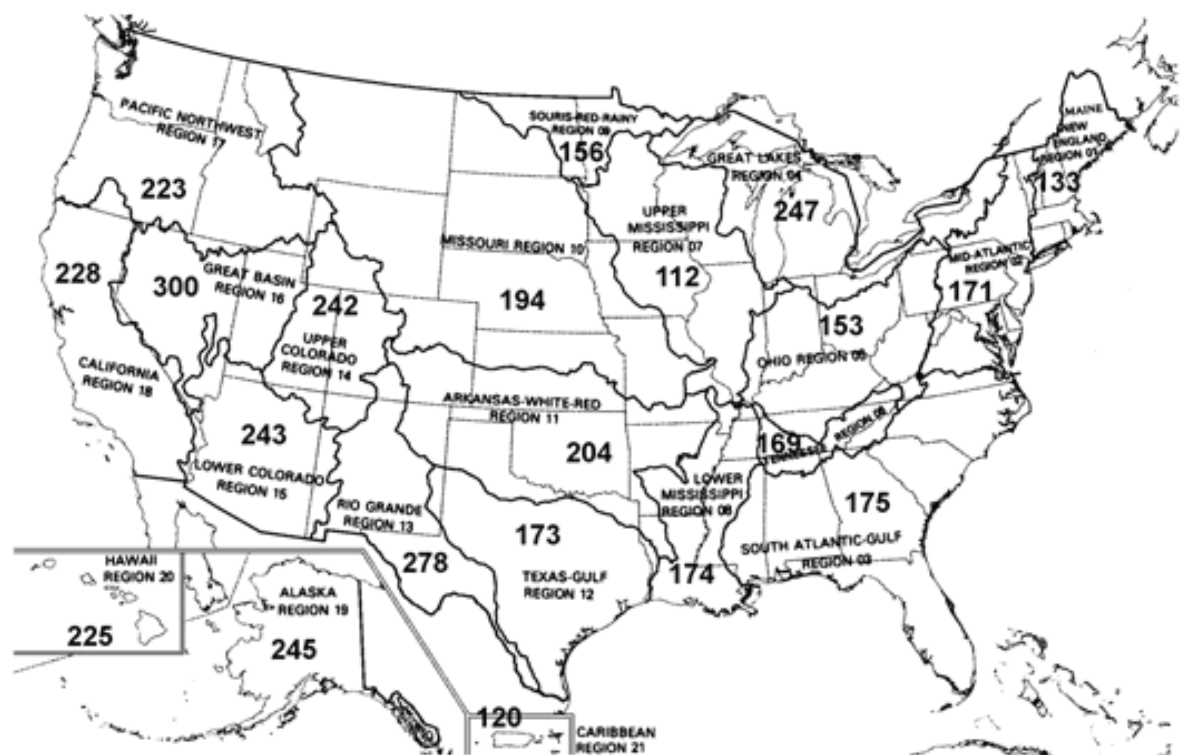 PACIFIC NORTHWEST
REGION 17
223
SOURIS-RED-RAINY
REGION 09
156
GREAT LAKES
REGION 04
247
MAINE
NEW
ENGLAND
REGION 01
133
UPPER
MISSISSIPPI
REGION 07
112
MISSOURI REGION 10
194
MID-ATLANTIC
REGION 02
171
228
CALIFORNIA
REGION 18
300
GREAT BASIN
REGION 16
242
UPPER
COLORADO
REGION 14
153
OHIO REGION 05
ARKANSAS-WHITE-RED
REGION 11
204
243
LOWER COLORADO
REGION 15
169
TENNESSEE
LOWER
MISSISSIPPI
REGION 08
174
175
SOUTH ATLANTIC-GULF
REGION 03
RIO GRANDE
REGION 13
278
173
TEXAS-GULF
REGION 12
HAWAII
REGION 20
225
ALASKA
REGION 19
245
120
CARIBBEAN
REGION 21